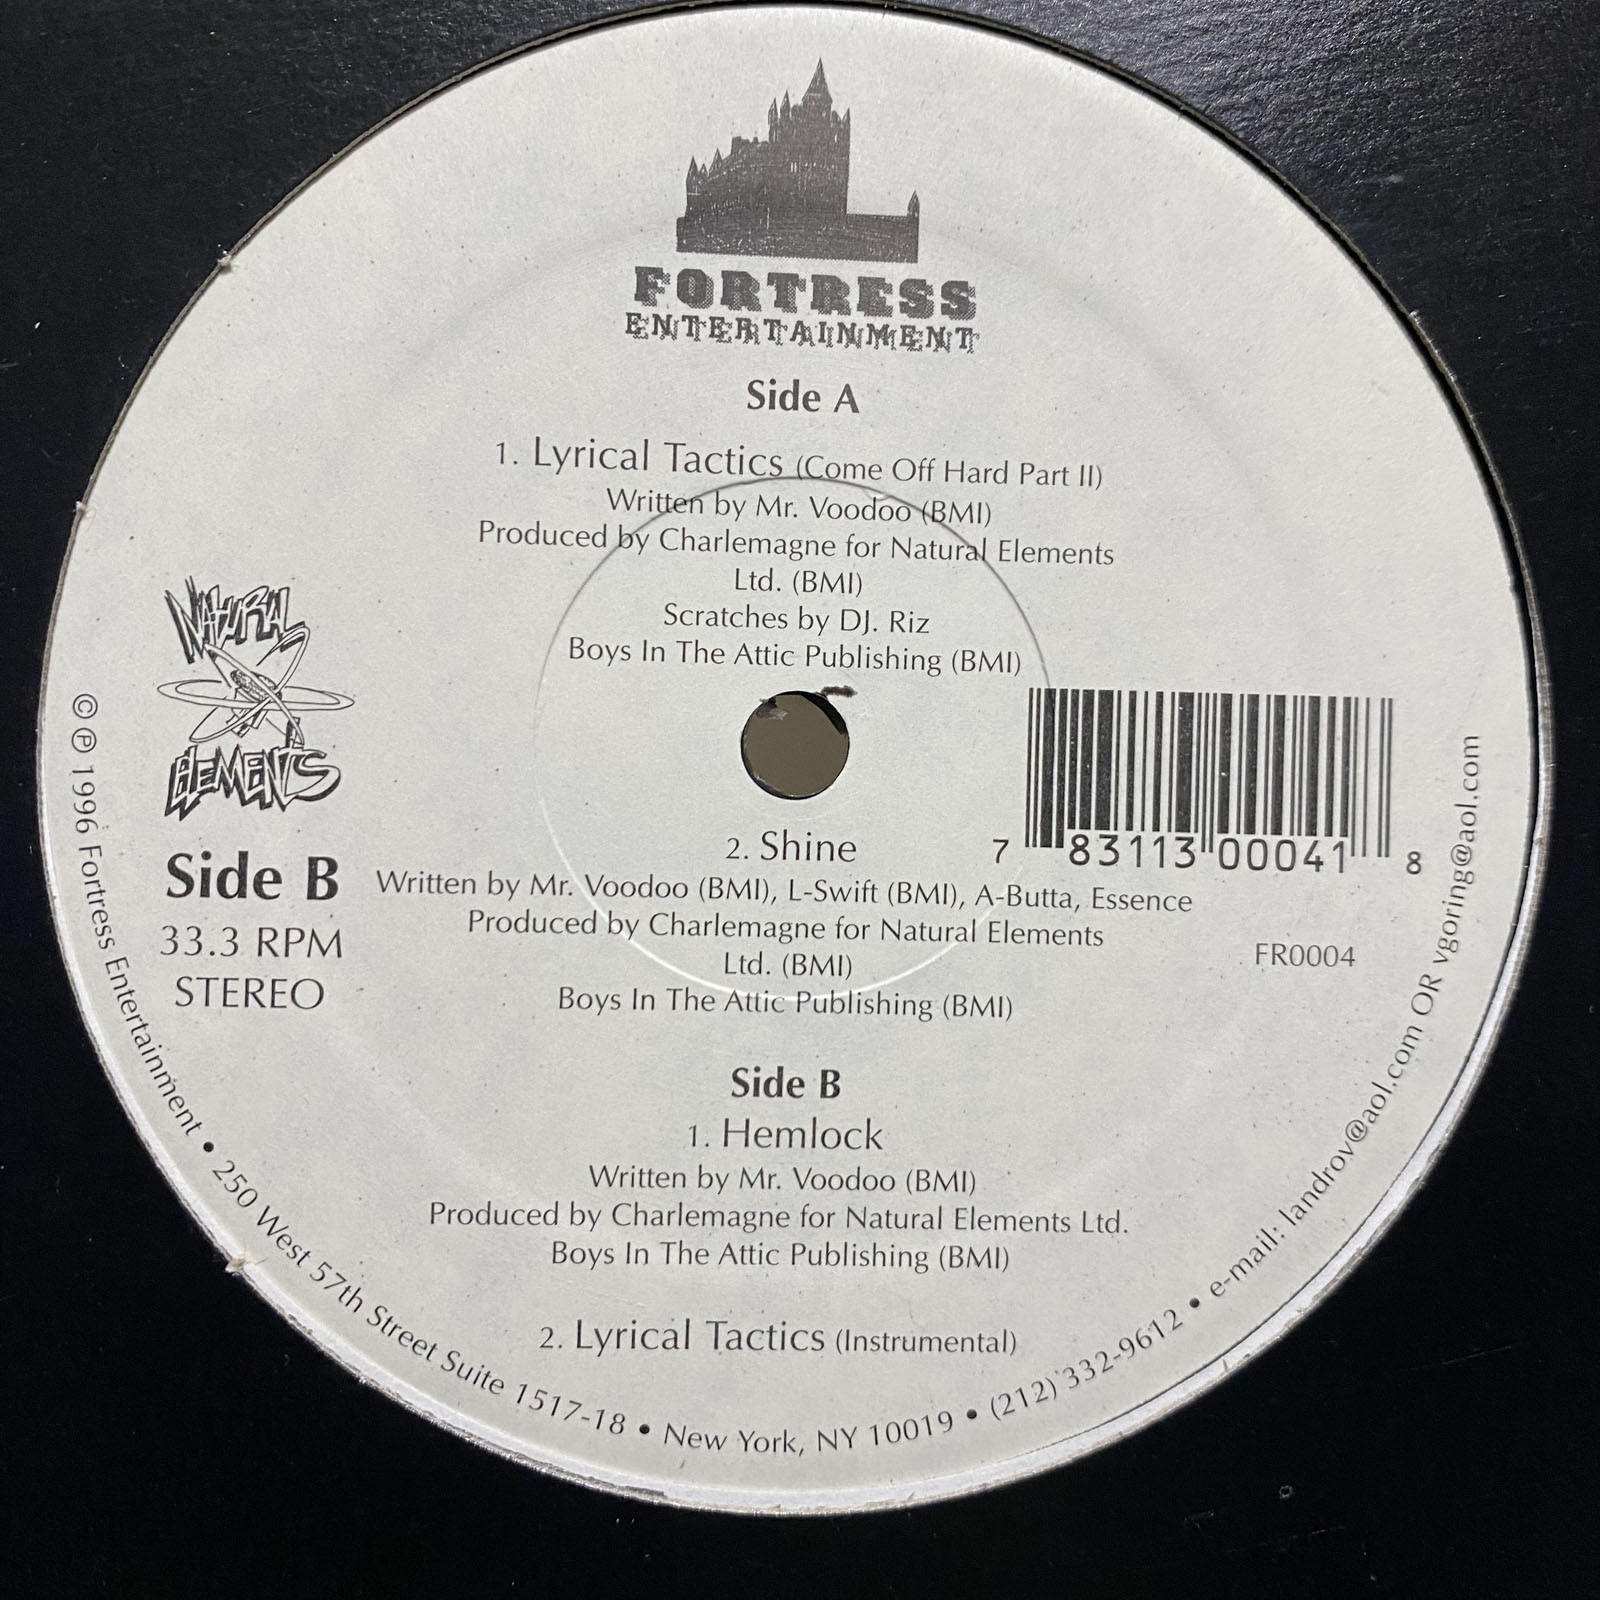 FORTRESS
ENTERTAINMENT
Side A
1. Lyrical Tactics (Come Off Hard Part II)
Written by Mr. Voodoo (BMI)
Produced by Charlemagne for Natural Elements
Ltd. (BMI)
Scratches by DJ. Riz
Boys In The Attic Publishing (BMI)
NATURAL
ELEMENTS
Side B
33.3 RPM
STEREO
7 83113 00041 8
FR0004
2. Shine
Written by Mr. Voodoo (BMI), L-Swift (BMI), A-Butta, Essence
Produced by Charlemagne for Natural Elements
Ltd. (BMI)
Boys In The Attic Publishing (BMI)
Side B
1. Hemlock
Written by Mr. Voodoo (BMI)
Produced by Charlemagne for Natural Elements Ltd.
Boys In The Attic Publishing (BMI)
2. Lyrical Tactics (Instrumental)
© ℗ 1996 Fortress Entertainment • 250 West 57th Street Suite 1517-18 • New York, NY 10019 • (212) 332-9612 • e-mail: landrov@aol.com OR vgoring@aol.com